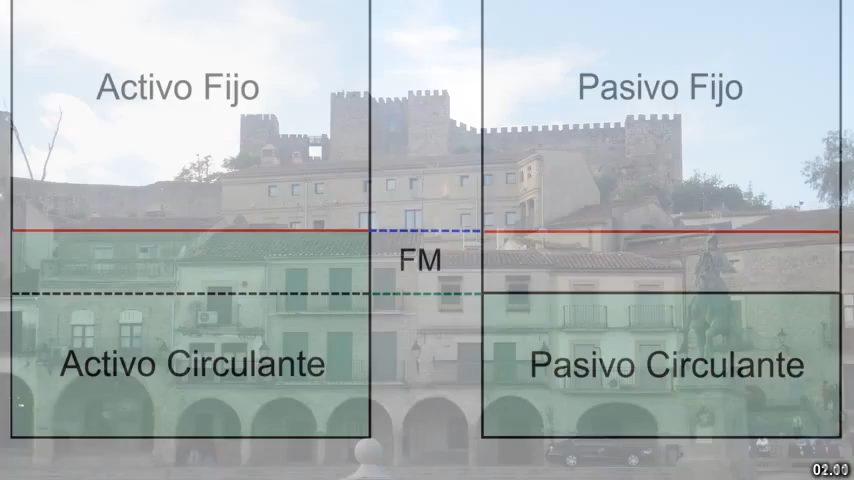 Activo Fijo
Pasivo Fijo
FM
Activo Circulante
Pasivo Circulante
02.00